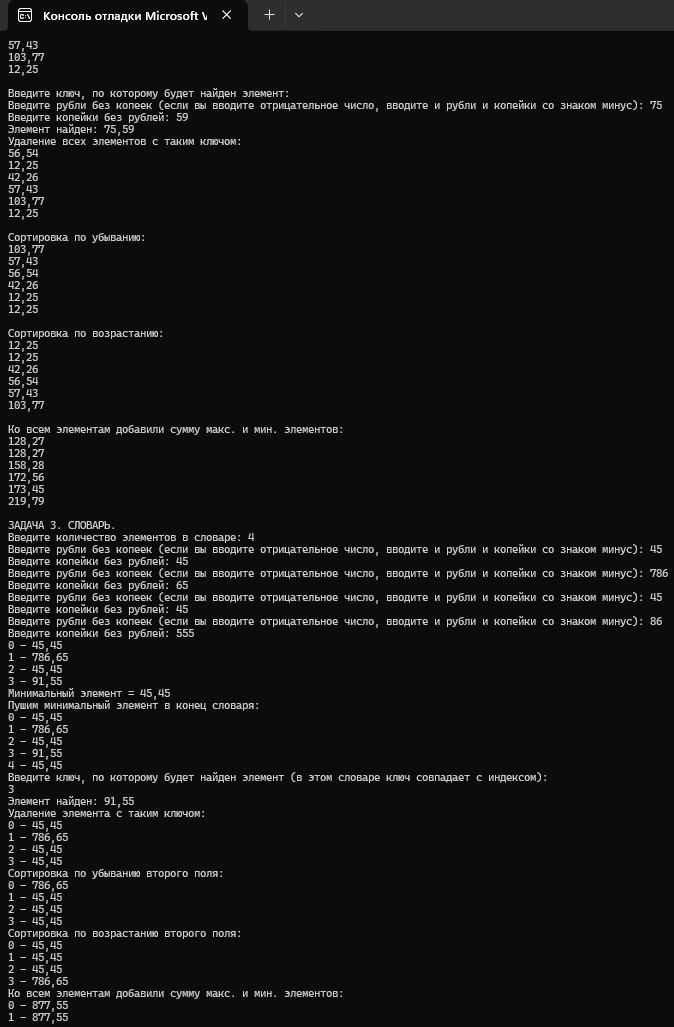 Консоль отладки Microsoft V
57,43
103,77
12,25
Введите ключ, по которому будет найден элемент:
Введите рубли без копеек (если вы вводите отрицательное число, вводите и рубли и копейки со знаком минус): 75
Введите копейки без рублей: 59
Элемент найден: 75,59
Удаление всех элементов с таким ключом:
56,54
12,25
42,26
57,43
103,77
12,25
Сортировка по убыванию:
103,77
57,43
56,54
42,26
12,25
12,25
Сортировка по возрастанию:
12,25
12,25
42,26
56,54
57,43
103,77
Ко всем элементам добавили сумму макс. и мин. элементов:
128,27
128,27
158,28
172,56
173,45
219,79
ЗАДАЧА 3. СЛОВАРЬ.
Введите количество элементов в словаре: 4
Введите рубли без копеек (если вы вводите отрицательное число, вводите и рубли и копейки со знаком минус): 45
Введите копейки без рублей: 45
Введите рубли без копеек (если вы вводите отрицательное число, вводите и рубли и копейки со знаком минус): 786
Введите копейки без рублей: 65
Введите рубли без копеек (если вы вводите отрицательное число, вводите и рубли и копейки со знаком минус): 45
Введите копейки без рублей: 45
Введите рубли без копеек (если вы вводите отрицательное число, вводите и рубли и копейки со знаком минус): 86
Введите копейки без рублей: 555
0 - 45,45
1 - 786,65
2 - 45,45
3 - 91,55
Минимальный элемент = 45,45
Пушим минимальный элемент в конец словаря:
0 - 45,45
1 - 786,65
2 - 45,45
3 - 91,55
4 - 45,45
Введите ключ, по которому будет найден элемент (в этом словаре ключ совпадает с индексом):
3
Элемент найден: 91,55
Удаление элемента с таким ключом:
0 - 45,45
1 - 786,65
2 - 45,45
3 - 45,45
Сортировка по убыванию второго поля:
0 - 786,65
1 - 45,45
2 - 45,45
3 - 45,45
Сортировка по возрастанию второго поля:
0 - 45,45
1 - 45,45
2 - 45,45
3 - 786,65
Ко всем элементам добавили сумму макс. и мин. элементов:
0 - 877,55
1 - 877,55